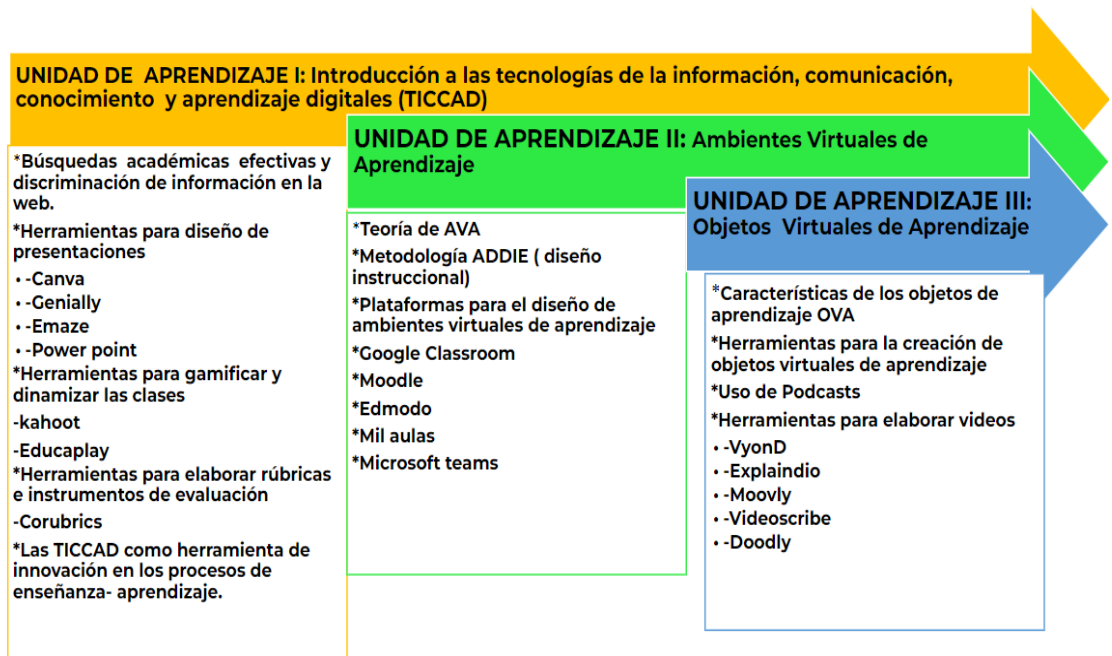 UNIDAD DE APRENDIZAJE I: Introducción a las tecnologías de la información, comunicación,
conocimiento y aprendizaje digitales (TICCAD)
*Búsquedas académicas efectivas y
discriminación de información en la
web.
*Herramientas para diseño de
presentaciones
• -Canva
• -Genially
• -Emaze
• -Power point
*Herramientas para gamificar y
dinamizar las clases
-kahoot
-Educaplay
*Herramientas para elaborar rúbricas
e instrumentos de evaluación
-Corubrics
*Las TICCAD como herramienta de
innovación en los procesos de
enseñanza- aprendizaje.
UNIDAD DE APRENDIZAJE II: Ambientes Virtuales de
Aprendizaje
*Teoría de AVA
*Metodología ADDIE ( diseño
instruccional)
*Plataformas para el diseño de
ambientes virtuales de aprendizaje
*Google Classroom
*Moodle
*Edmodo
*Mil aulas
*Microsoft teams
UNIDAD DE APRENDIZAJE III:
Objetos Virtuales de Aprendizaje
*Características de los objetos de
aprendizaje OVA
*Herramientas para la creación de
objetos virtuales de aprendizaje
*Uso de Podcasts
*Herramientas para elaborar videos
• -VyonD
• -Explaindio
• -Moovly
• -Videoscribe
• -Doodly